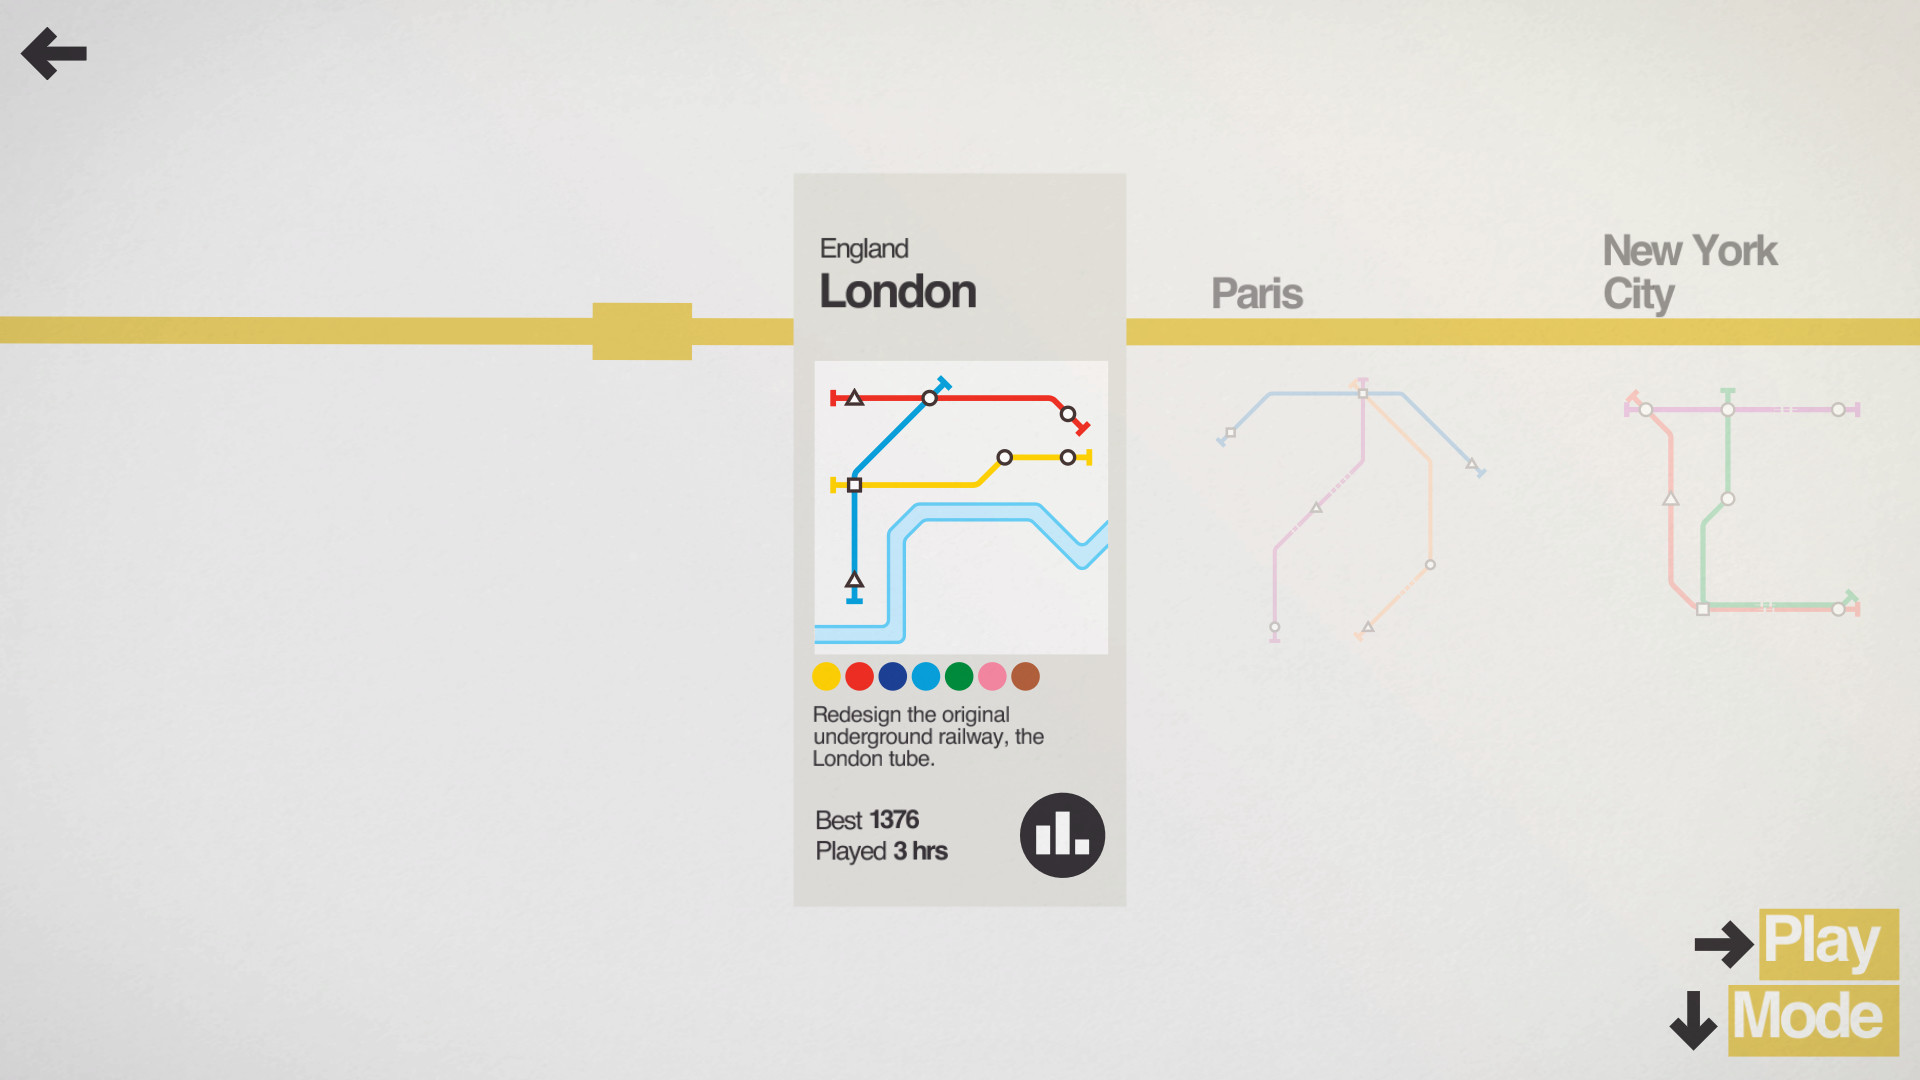 England
London
Paris
New York
City
Redesign the original
underground railway, the
London tube.
Best 1376
Played 3 hrs
Play
Mode